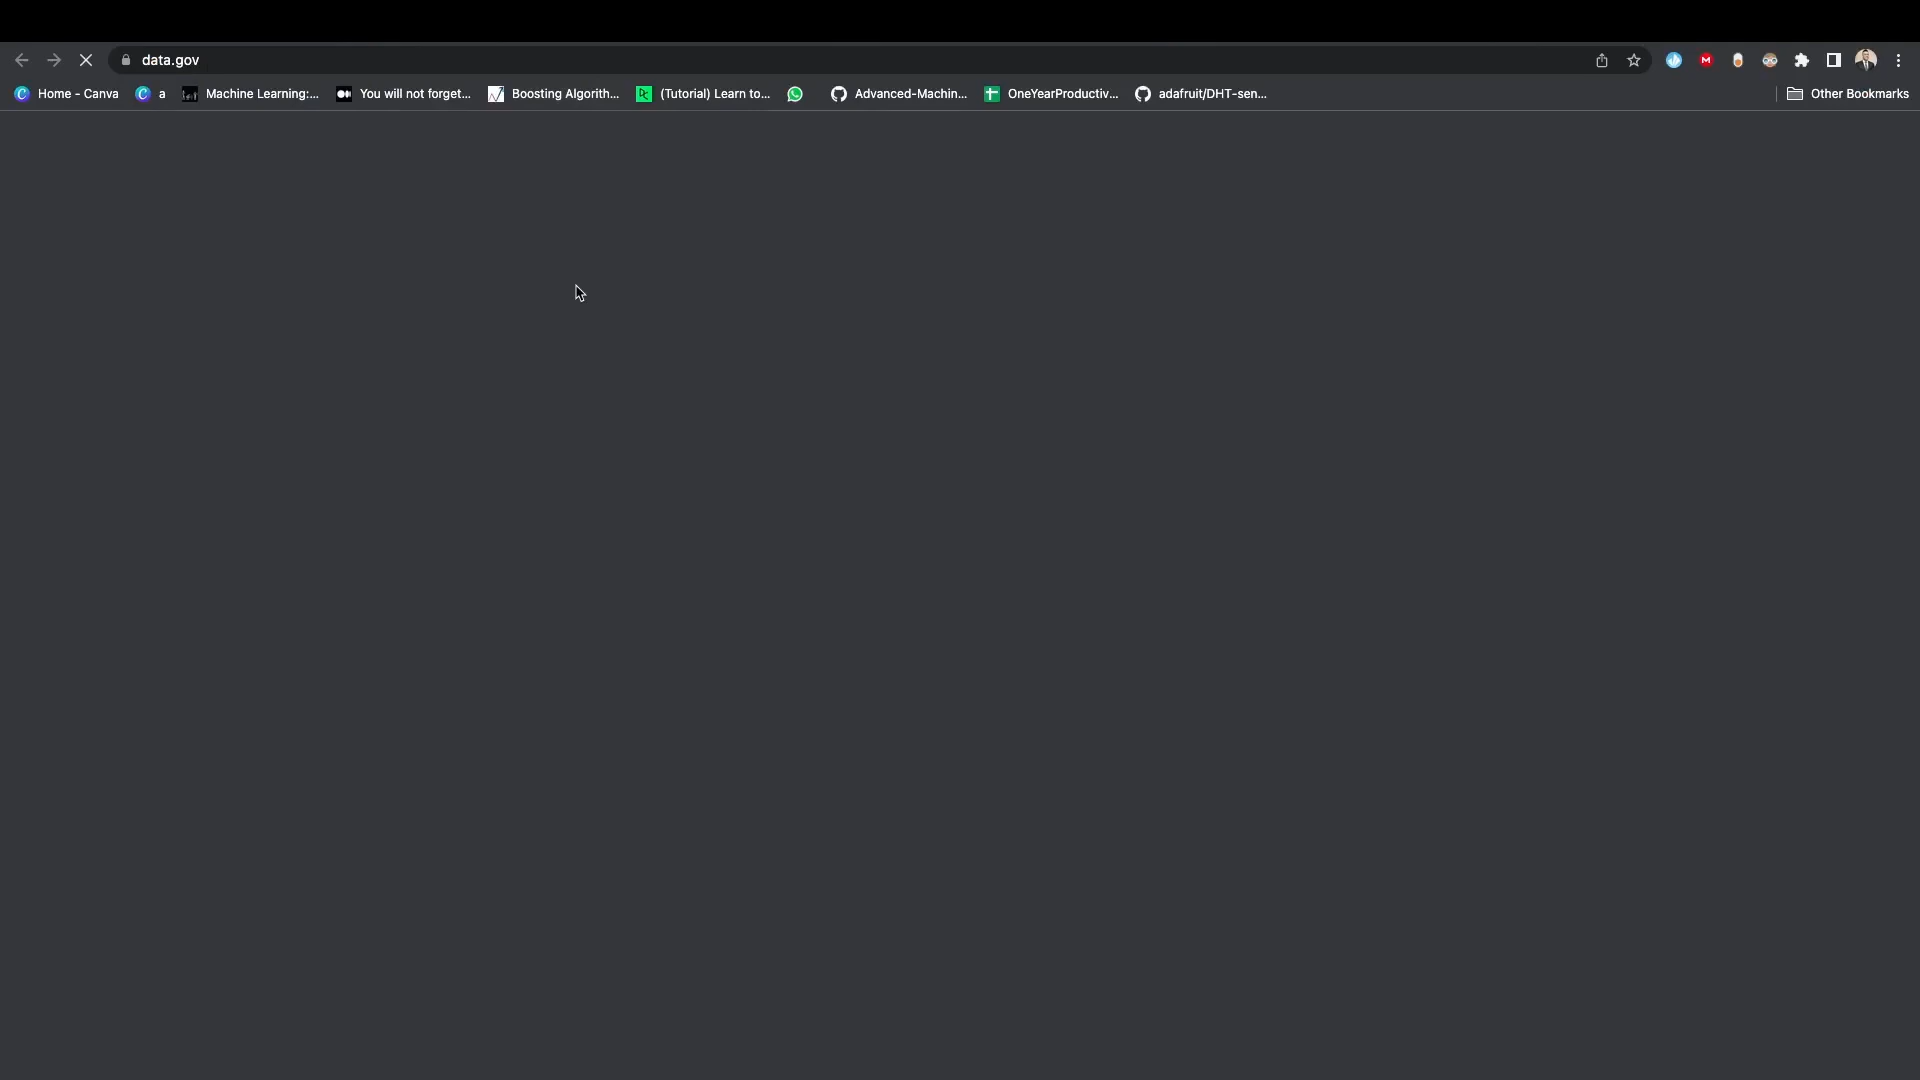 data.gov
Home - Canva a Machine Learning:... You will not forget... Boosting Algorith... (Tutorial) Learn to... Advanced-Machin... OneYearProductiv... adafruit/DHT-sen... Other Bookmarks